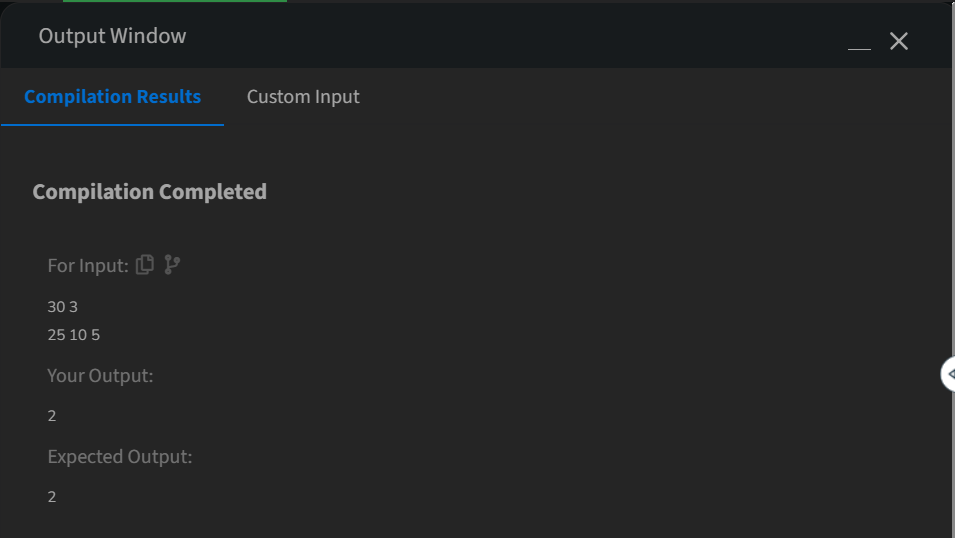 Output Window
Compilation Results
Custom Input
Compilation Completed
For Input:
30 3
25 10 5
Your Output:
2
Expected Output:
2